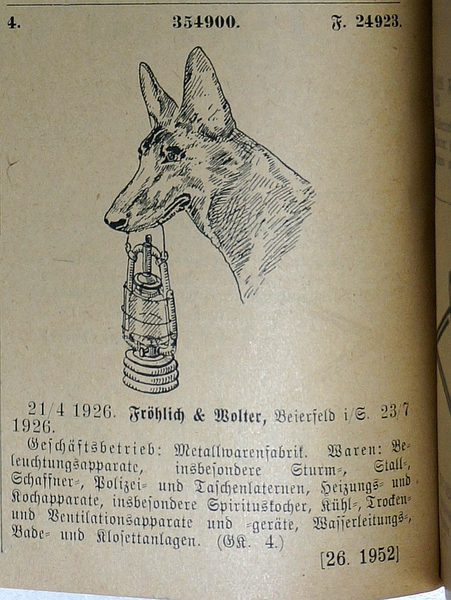 4. 354900. F. 24923.
21/4 1926. Fröhlich & Wolter, Beierfeld i/S. 23/7
1926.
Geschäftsbetrieb: Metallwarenfabrik. Waren: Be-
leuchtungsapparate, insbesondere Sturm-, Stall-,
Schaffner-, Polizei- und Taschenlaternen, Heizungs- und
Kochapparate, insbesondere Spirituskocher, Kühl-, Trocken-
und Ventilationsapparate und -geräte, Wasserleitungs-,
Bade- und Klosettanlagen. (Gk. 4.)
[26. 1952]